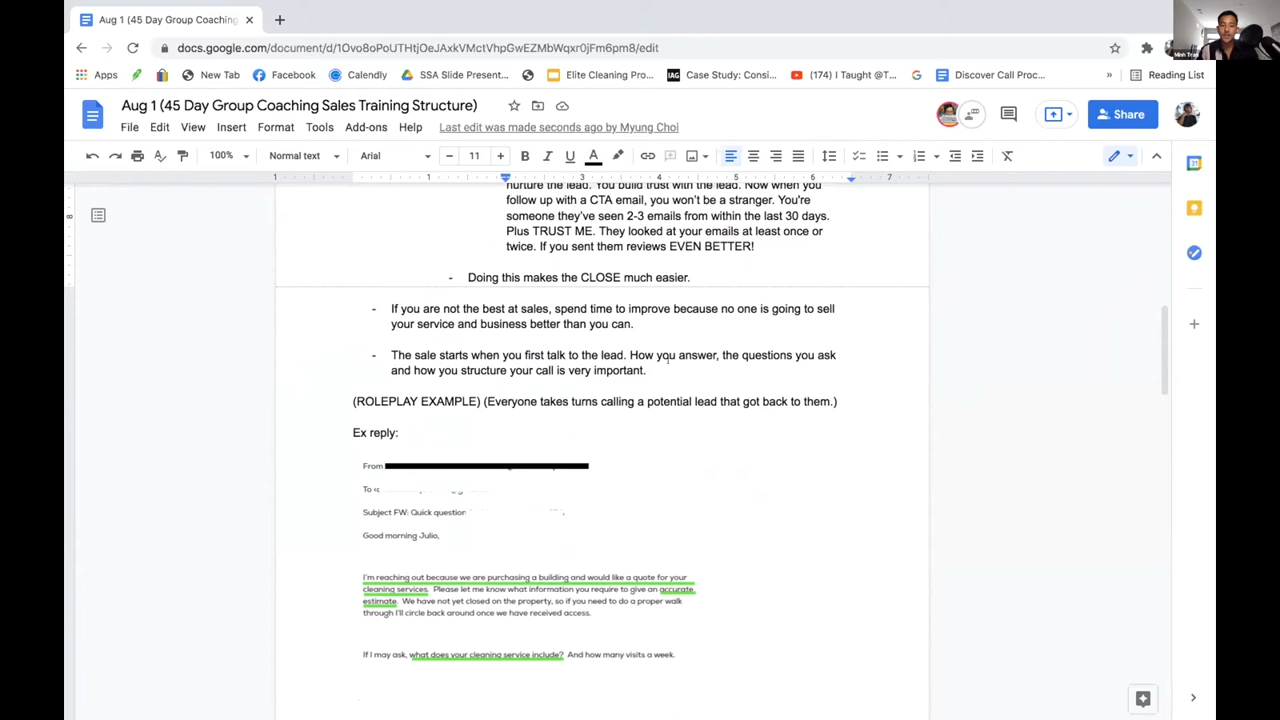 Aug 1 (45 Day Group Coaching
docs.google.com/document/d/1Ovo8oPoUTHtjOeJAxkVMctVhpGwEZMbWqxr0jFm6pm8/edit
Apps New Tab Facebook Calendly SSA Slide Present... Elite Cleaning Pro... IAG Case Study: Consi... (174) I Taught @T... Discover Call Proc... » Reading List
Minh Tran
Aug 1 (45 Day Group Coaching Sales Training Structure)
File Edit View Insert Format Tools Add-ons Help Last edit was made seconds ago by Myung Choi
Share
100% Normal text Arial 11 B I U A
1 1 2 3 4 5 6 7
nurture the lead. You build trust with the lead. Now when you
follow up with a CTA email, you won't be a stranger. You're
someone they've seen 2-3 emails from within the last 30 days.
Plus TRUST ME. They looked at your emails at least once or
twice. If you sent them reviews EVEN BETTER!
- Doing this makes the CLOSE much easier.
- If you are not the best at sales, spend time to improve because no one is going to sell
your service and business better than you can.
- The sale starts when you first talk to the lead. How you answer, the questions you ask
and how you structure your call is very important.
(ROLEPLAY EXAMPLE) (Everyone takes turns calling a potential lead that got back to them.)
Ex reply:
From
To
Subject FW: Quick question
Good morning Julio,
I'm reaching out because we are purchasing a building and would like a quote for your
cleaning services. Please let me know what information you require to give an accurate
estimate. We have not yet closed on the property, so if you need to do a proper walk
through I'll circle back around once we have received access.
If I may ask, what does your cleaning service include? And how many visits a week.